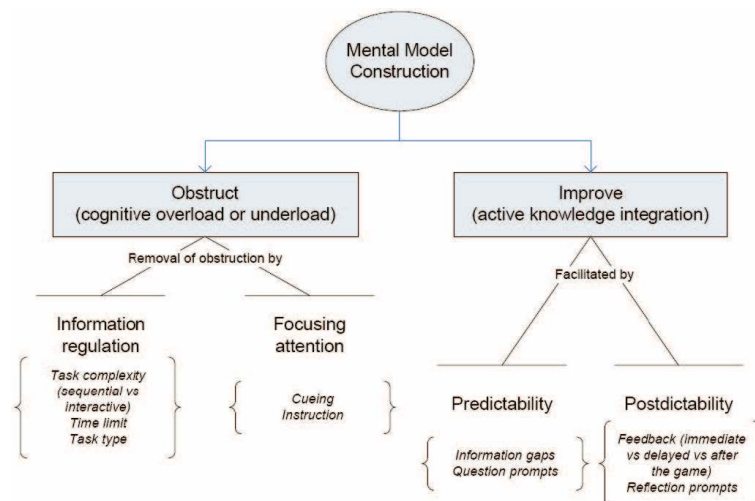 Mental Model
Construction
Obstruct
(cognitive overload or underload)
Improve
(active knowledge integration)
Removal of obstruction by
Facilitated by
Information
regulation
Task complexity
(sequential vs
interactive)
Time limit
Task type
Focusing
attention
Cueing
Instruction
Predictability
Information gaps
Question prompts
Postdictability
Feedback (immediate
vs delayed vs after
the game)
Reflection prompts